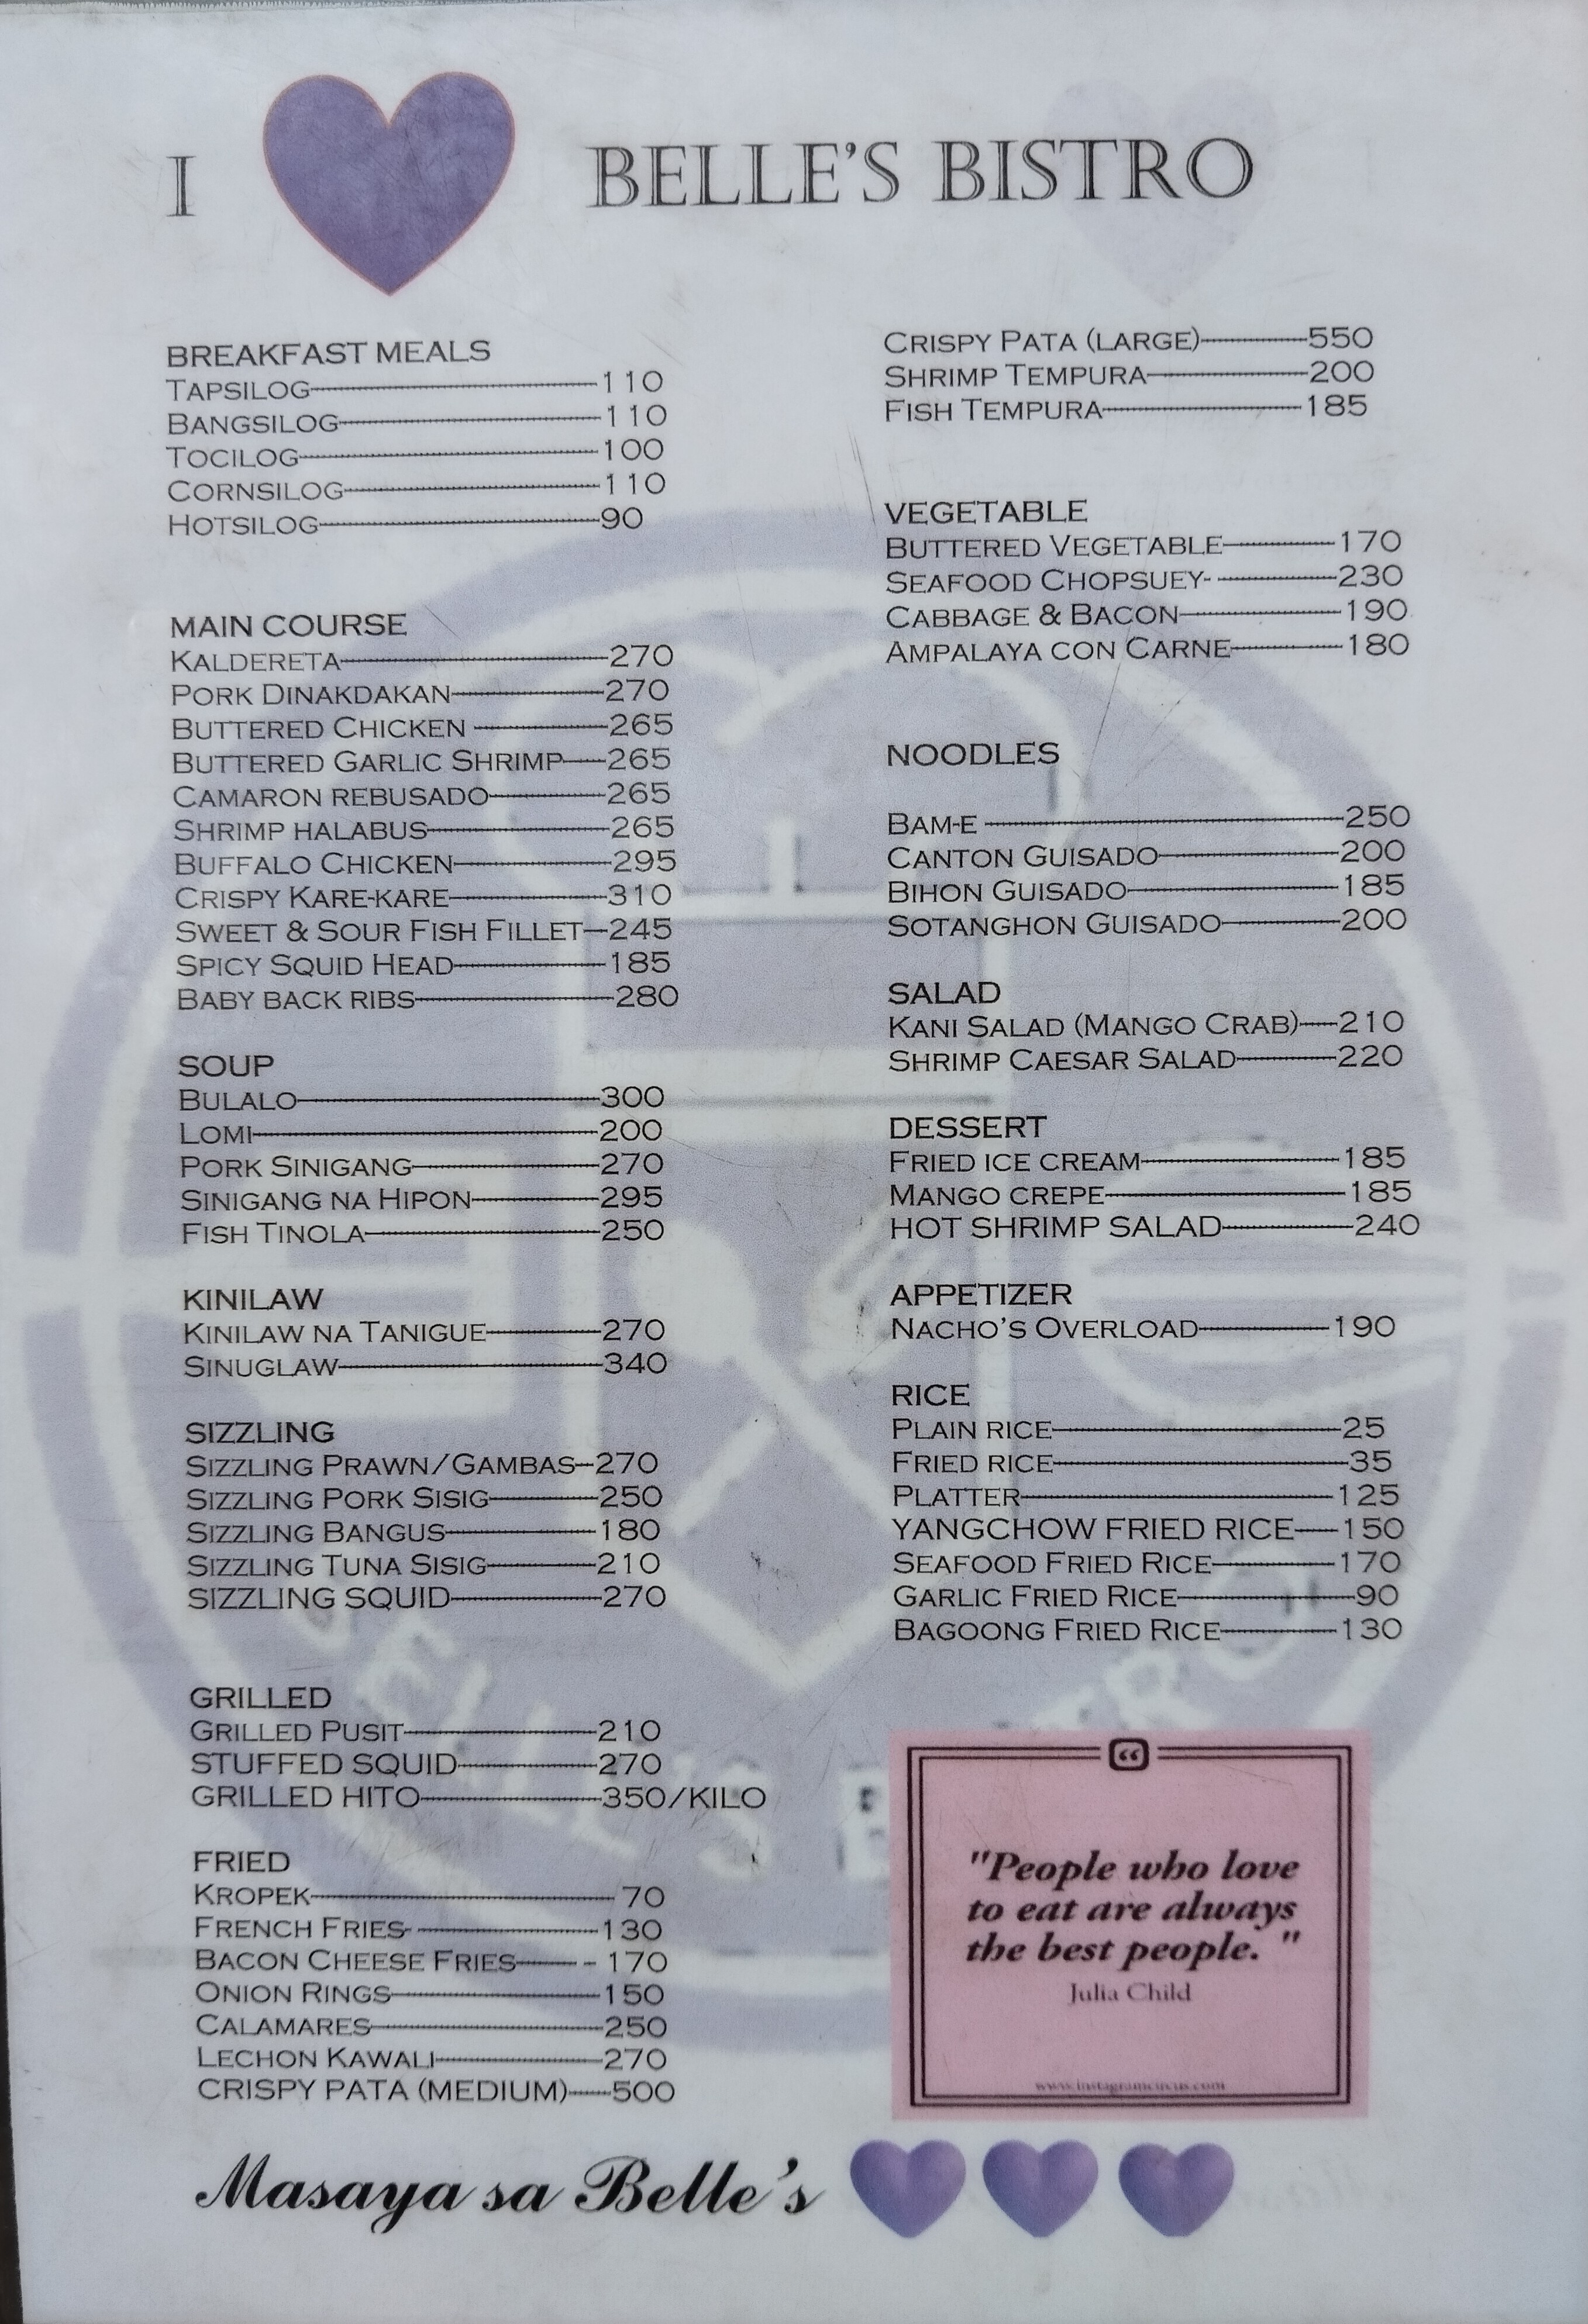 I BELLE'S BISTRO
BREAKFAST MEALS
TAPSILOG 110
BANGSILOG 110
TOCILOG 100
CORNSILOG 110
HOTSILOG 90
MAIN COURSE
KALDERETA 270
PORK DINAKDAKAN 270
BUTTERED CHICKEN 265
BUTTERED GARLIC SHRIMP 265
CAMARON REBUSADO 265
SHRIMP HALABUS 265
BUFFALO CHICKEN 295
CRISPY KARE-KARE 310
SWEET & SOUR FISH FILLET 245
SPICY SQUID HEAD 185
BABY BACK RIBS 280
SOUP
BULALO 300
LOMI 200
PORK SINIGANG 270
SINIGANG NA HIPON 295
FISH TINOLA 250
KINILAW
KINILAW NA TANIGUE 270
SINUGLAW 340
SIZZLING
SIZZLING PRAWN/GAMBAS 270
SIZZLING PORK SISIG 250
SIZZLING BANGUS 180
SIZZLING TUNA SISIG 210
SIZZLING SQUID 270
GRILLED
GRILLED PUSIT 210
STUFFED SQUID 270
GRILLED HITO 350/KILO
FRIED
KROPEK 70
FRENCH FRIES 130
BACON CHEESE FRIES 170
ONION RINGS 150
CALAMARES 250
LECHON KAWALI 270
CRISPY PATA (MEDIUM) 500
CRISPY PATA (LARGE) 550
SHRIMP TEMPURA 200
FISH TEMPURA 185
VEGETABLE
BUTTERED VEGETABLE 170
SEAFOOD CHOPSUEY 230
CABBAGE & BACON 190
AMPALAYA CON CARNE 180
NOODLES
BAM-E 250
CANTON GUISADO 200
BIHON GUISADO 185
SOTANGHON GUISADO 200
SALAD
KANI SALAD (MANGO CRAB) 210
SHRIMP CAESAR SALAD 220
DESSERT
FRIED ICE CREAM 185
MANGO CREPE 185
HOT SHRIMP SALAD 240
APPETIZER
NACHO'S OVERLOAD 190
RICE
PLAIN RICE 25
FRIED RICE 35
PLATTER 125
YANGCHOW FRIED RICE 150
SEAFOOD FRIED RICE 170
GARLIC FRIED RICE 90
BAGOONG FRIED RICE 130
"People who love
to eat are always
the best people. "
Julia Child
www.instagramcircus.com
Masaya sa Belle's